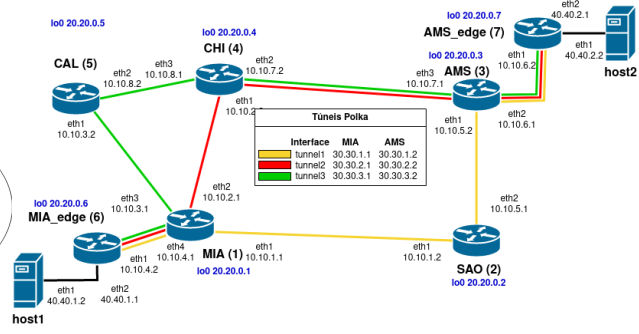 lo0 20.20.0.7
eth2
40.40.2.1
AMS_edge (7)
eth1
40.40.2.2
host2
lo0 20.20.0.5
lo0 20.20.0.4
CHI (4)
CAL (5)
eth2
10.10.8.2
eth3
10.10.8.1
eth2
10.10.7.2
eth1
lo0 20.20.0.3
AMS (3)
eth3
10.10.7.1
eth1
10.10.6.2
eth2
10.10.6.1
eth1
10.10.5.2
eth1
10.10.3.2
Túneis Polka
Interface MIA AMS
tunnel1 30.30.1.1 30.30.1.2
tunnel2 30.30.2.1 30.30.2.2
tunnel3 30.30.3.1 30.30.3.2
lo0 20.20.0.6
MIA_edge (6)
eth3
10.10.3.1
eth2
10.10.2.1
eth2
10.10.5.1
eth4
10.10.4.1
eth1
10.10.4.2
MIA (1)
lo0 20.20.0.1
eth1
10.10.1.1
eth1
10.10.1.2
SAO (2)
lo0 20.20.0.2
eth1
40.40.1.2
eth2
40.40.1.1
host1